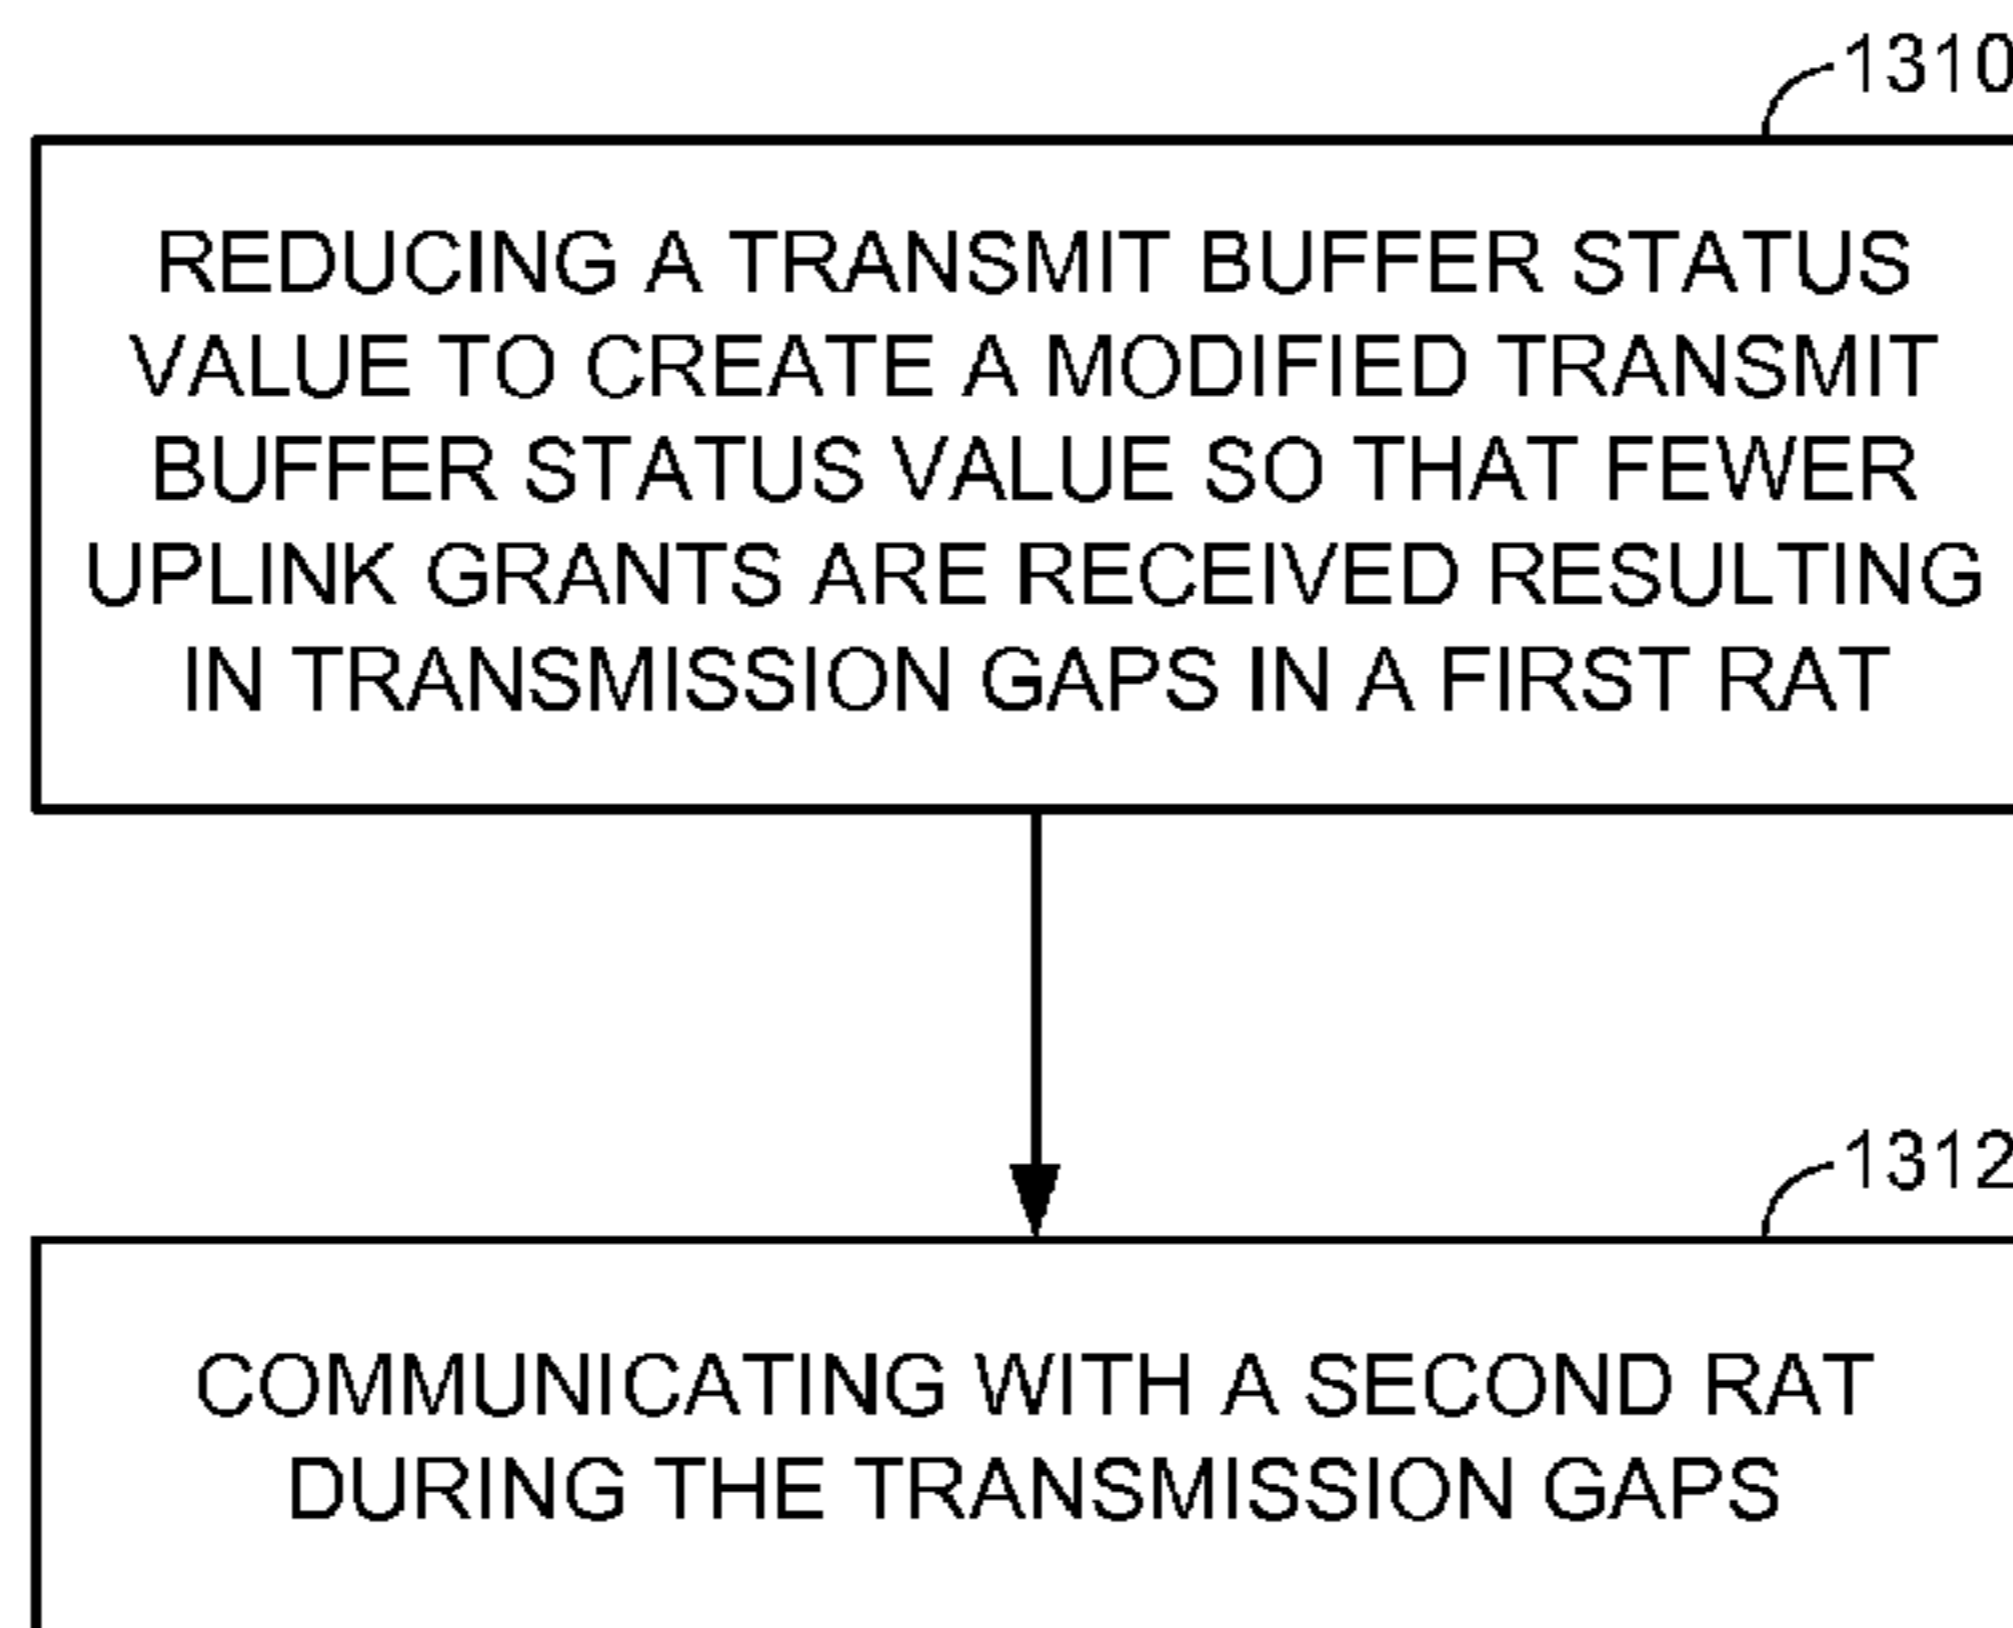 1310
REDUCING A TRANSMIT BUFFER STATUS
VALUE TO CREATE A MODIFIED TRANSMIT
BUFFER STATUS VALUE SO THAT FEWER
UPLINK GRANTS ARE RECEIVED RESULTING
IN TRANSMISSION GAPS IN A FIRST RAT
1312
COMMUNICATING WITH A SECOND RAT
DURING THE TRANSMISSION GAPS